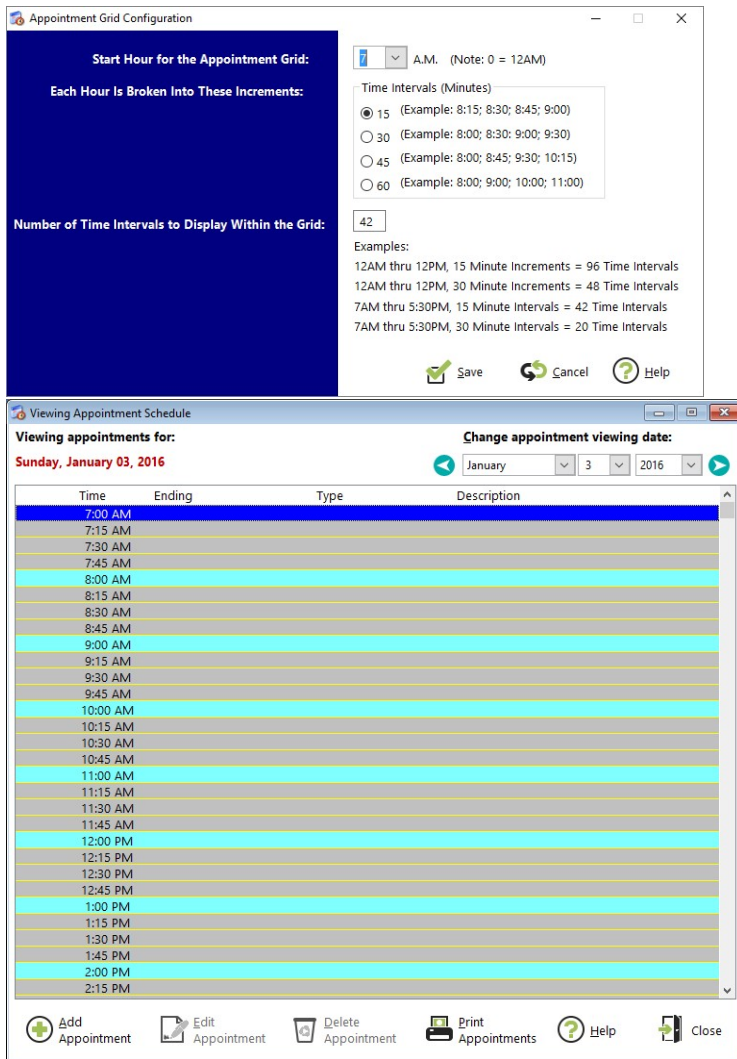 Appointment Grid Configuration
Start Hour for the Appointment Grid: 7 A.M. (Note: 0 = 12AM)
Each Hour Is Broken Into These Increments: Time Intervals (Minutes)
15 (Example: 8:15; 8:30; 8:45; 9:00)
30 (Example: 8:00; 8:30: 9:00; 9:30)
45 (Example: 8:00; 8:45; 9:30; 10:15)
60 (Example: 8:00; 9:00; 10:00; 11:00)
Number of Time Intervals to Display Within the Grid: 42
Examples:
12AM thru 12PM, 15 Minute Increments = 96 Time Intervals
12AM thru 12PM, 30 Minute Increments = 48 Time Intervals
7AM thru 5:30PM, 15 Minute Intervals = 42 Time Intervals
7AM thru 5:30PM, 30 Minute Intervals = 20 Time Intervals
Save Cancel Help
Viewing Appointment Schedule
Viewing appointments for: Change appointment viewing date:
Sunday, January 03, 2016 January 3 2016
Time Ending Type Description
7:00 AM
7:15 AM
7:30 AM
7:45 AM
8:00 AM
8:15 AM
8:30 AM
8:45 AM
9:00 AM
9:15 AM
9:30 AM
9:45 AM
10:00 AM
10:15 AM
10:30 AM
10:45 AM
11:00 AM
11:15 AM
11:30 AM
11:45 AM
12:00 PM
12:15 PM
12:30 PM
12:45 PM
1:00 PM
1:15 PM
1:30 PM
1:45 PM
2:00 PM
2:15 PM
Add Appointment Edit Appointment Delete Appointment Print Appointments Help Close